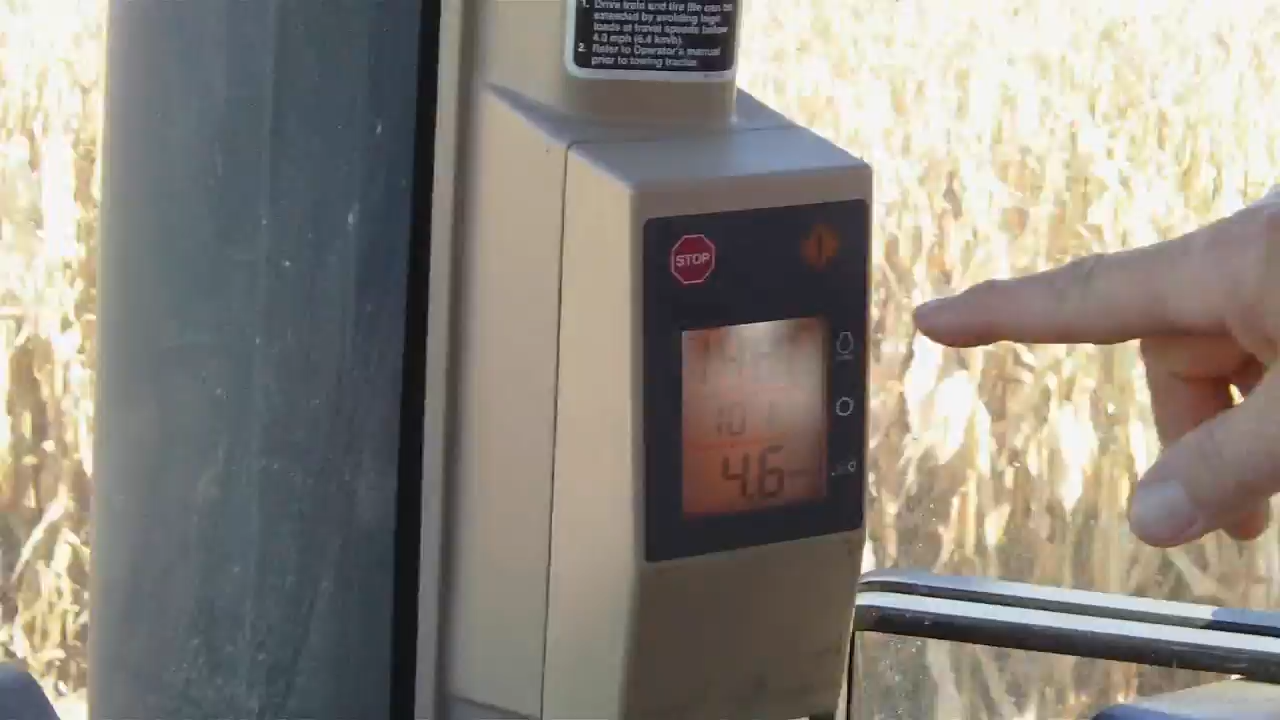 1. Drive train and tire life can be
extended by avoiding high
loads at travel speeds below
4.0 mph (6.4 km/h).
2. Refer to Operator's manual
prior to towing tractor.
STOP
101
4.6